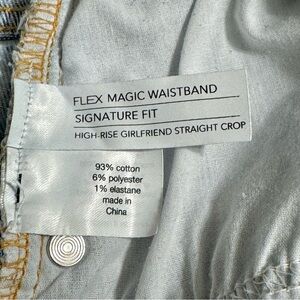 FLEX MAGIC WAISTBAND
SIGNATURE FIT
HIGH-RISE GIRLFRIEND STRAIGHT CROP
93% cotton
6% polyester
1% elastane
made in
China